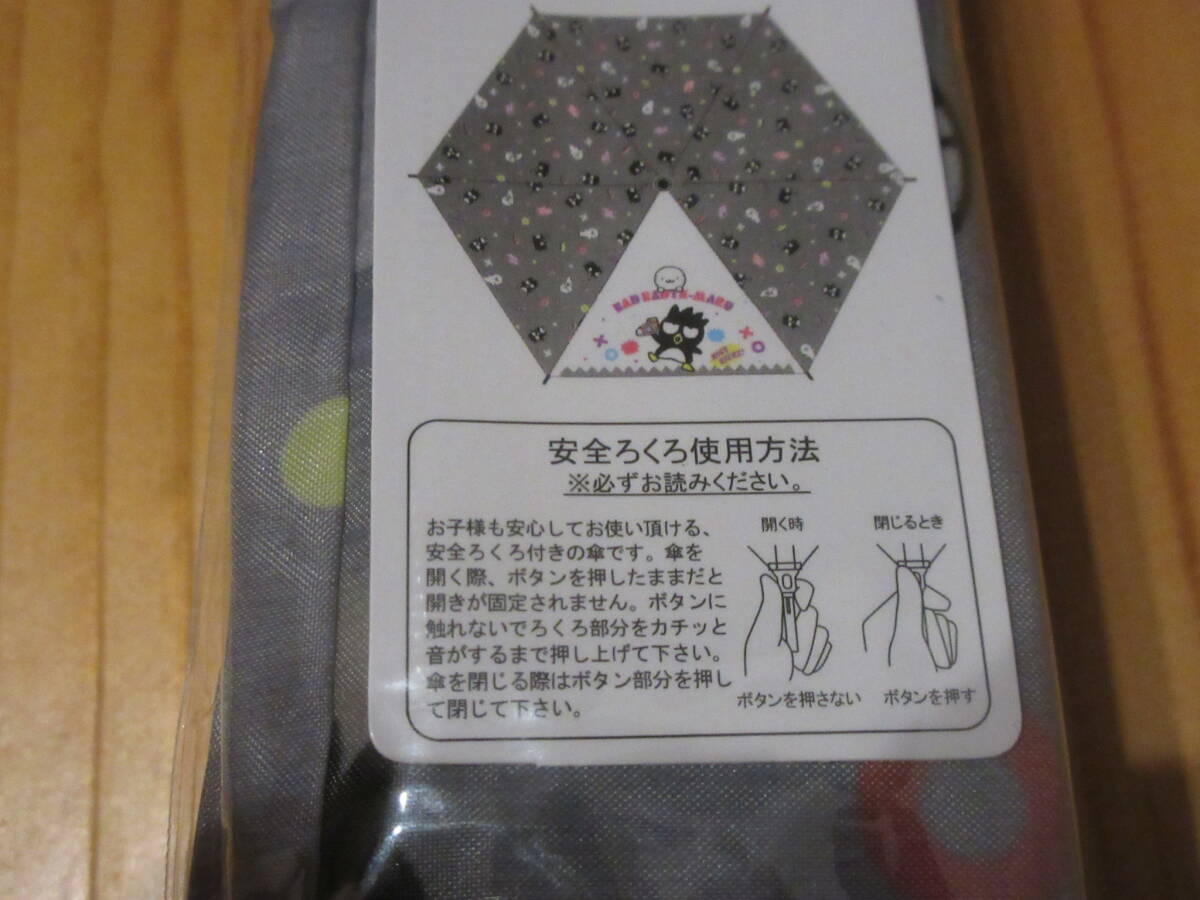 BAD BADTZ-MARU
安全ろくろ使用方法
※必ずお読みください。
お子様も安心してお使い頂ける、
安全ろくろ付きの傘です。傘を
開く際、ボタンを押したままだと
開きが固定されません。ボタンに
触れないでろくろ部分をカチッと
音がするまで押し上げて下さい。
傘を閉じる際はボタン部分を押し
て閉じて下さい。
開く時
ボタンを押さない
閉じるとき
ボタンを押す